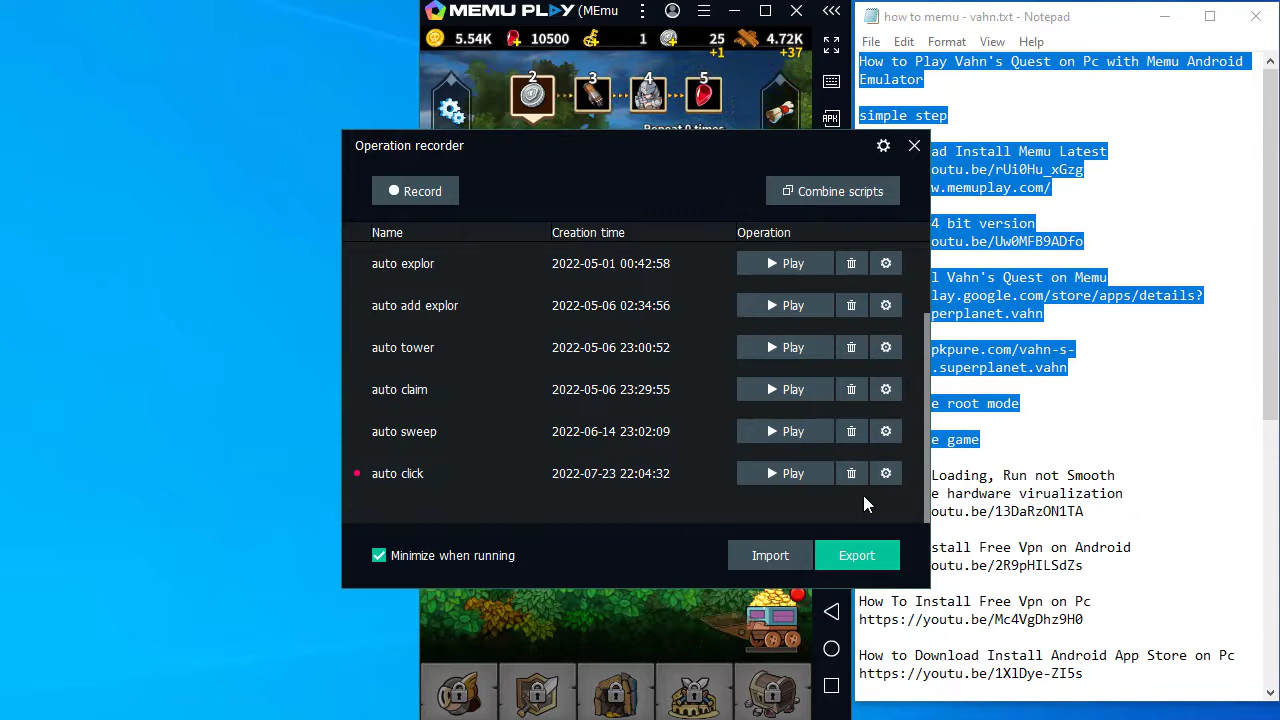 MEMU PLAY (MEmu
5.54K 10500 1 25 4.72K
+1 +37
2 3 4 5
Repeat 0 times
APK
Operation recorder
Record
Combine scripts
Name Creation time Operation
auto explor 2022-05-01 00:42:58 Play
auto add explor 2022-05-06 02:34:56 Play
auto tower 2022-05-06 23:00:52 Play
auto claim 2022-05-06 23:29:55 Play
auto sweep 2022-06-14 23:02:09 Play
auto click 2022-07-23 22:04:32 Play
Minimize when running
Import Export
how to memu - vahn.txt - Notepad
File Edit Format View Help
How to Play Vahn's Quest on Pc with Memu Android
Emulator
simple step
ad Install Memu Latest
outu.be/rUi0Hu_xGzg
w.memuplay.com/
4 bit version
outu.be/Uw0MFB9ADfo
l Vahn's Quest on Memu
lay.google.com/store/apps/details?
perplanet.vahn
pkpure.com/vahn-s-
.superplanet.vahn
e root mode
e game
Loading, Run not Smooth
e hardware virualization
outu.be/13DaRzON1TA
stall Free Vpn on Android
outu.be/2R9pHILSdZs
How To Install Free Vpn on Pc
https://youtu.be/Mc4VgDhz9H0
How to Download Install Android App Store on Pc
https://youtu.be/1XlDye-ZI5s